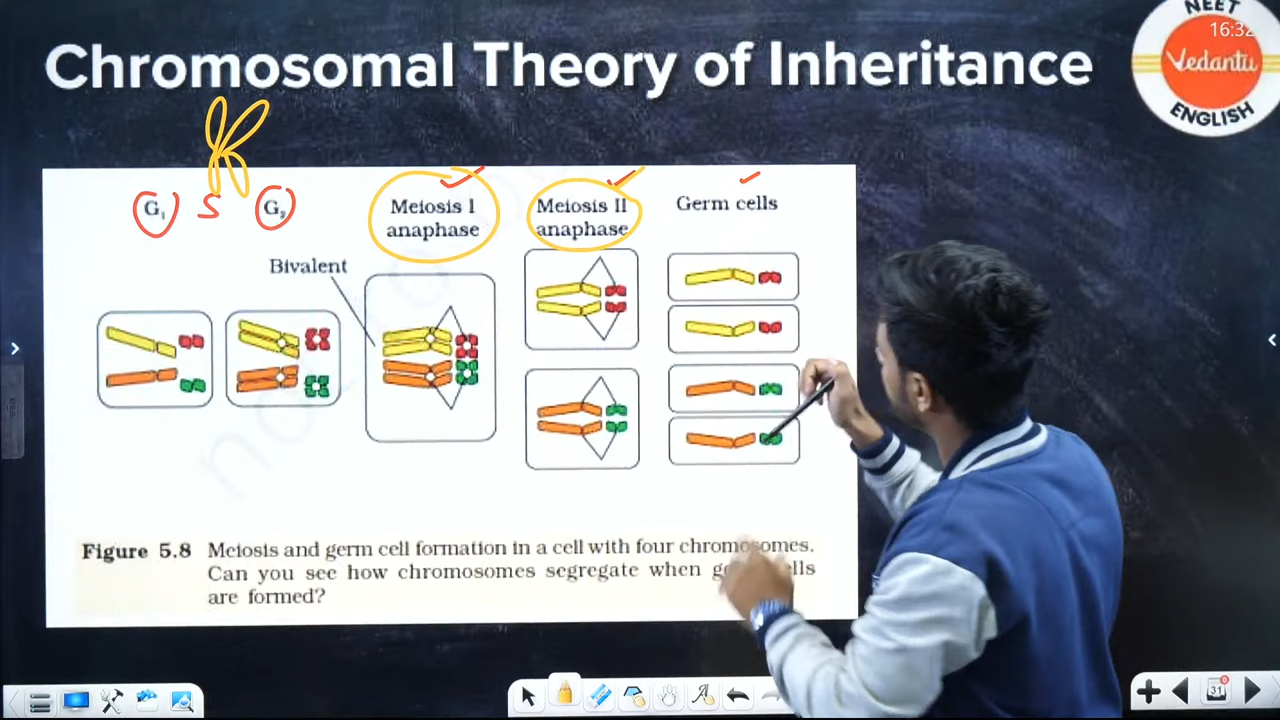 Chromosomal Theory of Inheritance
NEET
16:32
Vedantu
ENGLISH
G₁ S G₂
Meiosis I
anaphase
Meiosis II
anaphase
Germ cells
Bivalent
Figure 5.8 Meiosis and germ cell formation in a cell with four chromosomes.
Can you see how chromosomes segregate when
are formed?
31